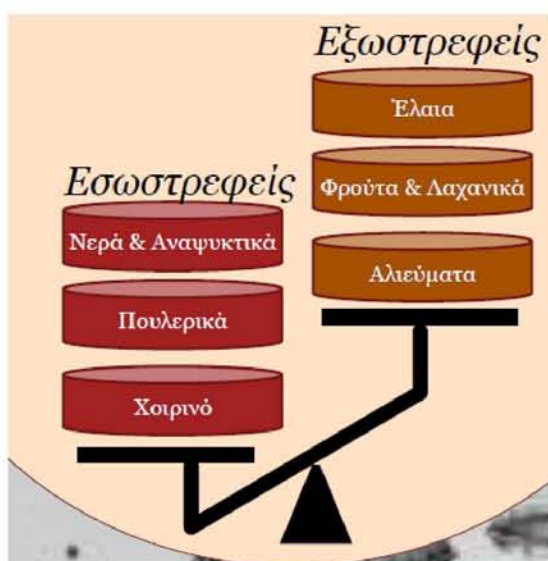 Εξωστρεφείς
Έλαια
Φρούτα & Λαχανικά
Αλιεύματα
Εσωστρεφείς
Νερά & Αναψυκτικά
Πουλερικά
Χοιρινό